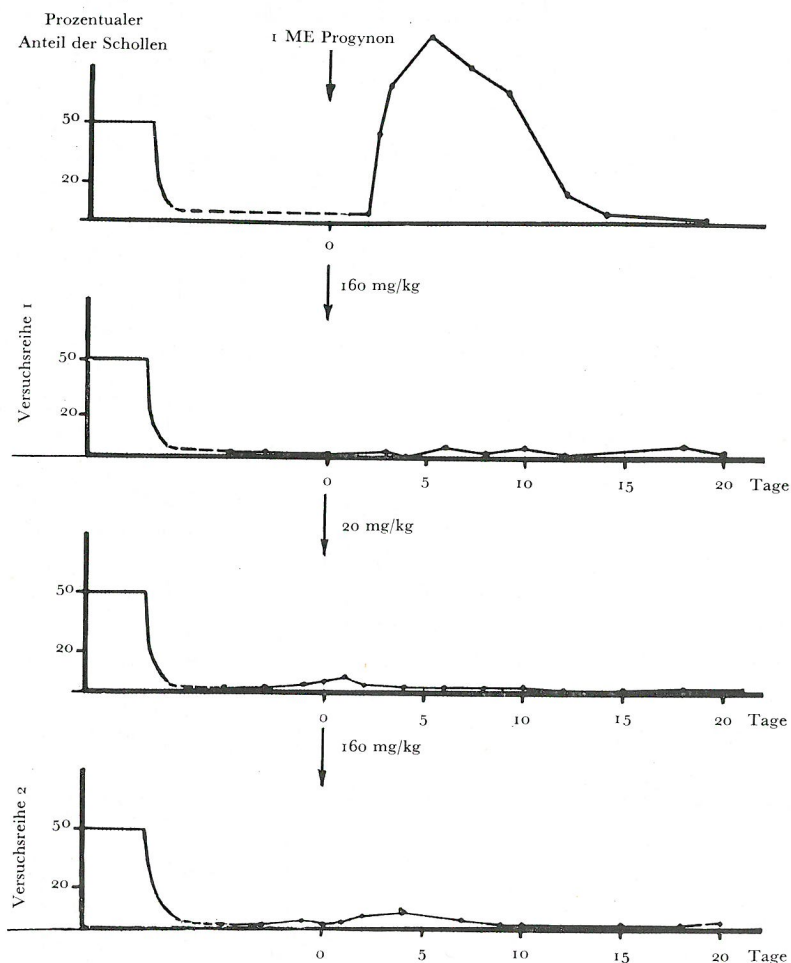 Prozentualer
Anteil der Schollen
1 ME Progynon
50
20
0
160 mg/kg
Versuchsreihe 1
50
20
0 5 10 15 20 Tage
20 mg/kg
50
20
0 5 10 15 20 Tage
160 mg/kg
Versuchsreihe 2
50
20
0 5 10 15 20 Tage